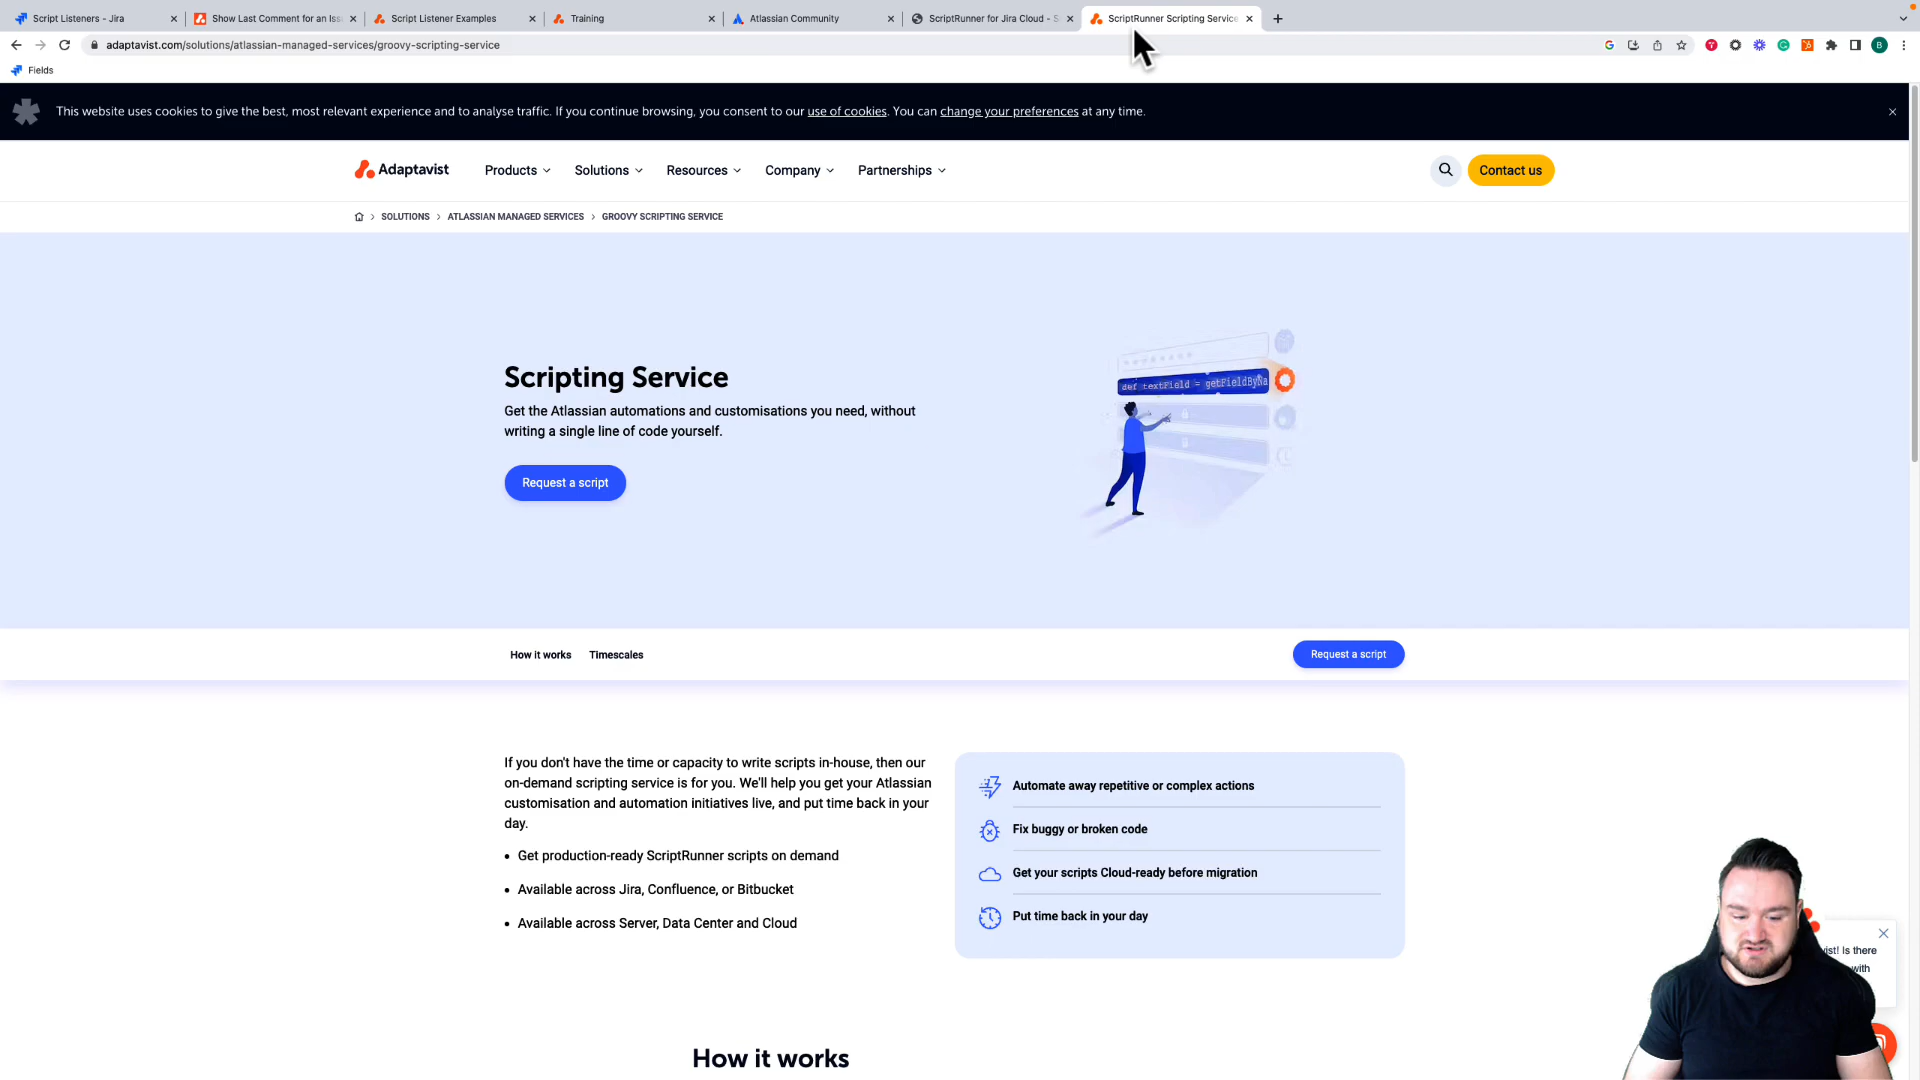 Script Listeners - Jira
Show Last Comment for an Iss
Script Listener Examples
Training
Atlassian Community
ScriptRunner for Jira Cloud - S
ScriptRunner Scripting Service
adaptavist.com/solutions/atlassian-managed-services/groovy-scripting-service
Fields
This website uses cookies to give the best, most relevant experience and to analyse traffic. If you continue browsing, you consent to our use of cookies. You can change your preferences at any time.
Adaptavist
Products
Solutions
Resources
Company
Partnerships
Contact us
SOLUTIONS > ATLASSIAN MANAGED SERVICES > GROOVY SCRIPTING SERVICE
Scripting Service
Get the Atlassian automations and customisations you need, without
writing a single line of code yourself.
Request a script
def textField = getFieldByNa
How it works
Timescales
Request a script
If you don't have the time or capacity to write scripts in-house, then our
on-demand scripting service is for you. We'll help you get your Atlassian
customisation and automation initiatives live, and put time back in your
day.
• Get production-ready ScriptRunner scripts on demand
• Available across Jira, Confluence, or Bitbucket
• Available across Server, Data Center and Cloud
Automate away repetitive or complex actions
Fix buggy or broken code
Get your scripts Cloud-ready before migration
Put time back in your day
vist! Is there
with
How it works